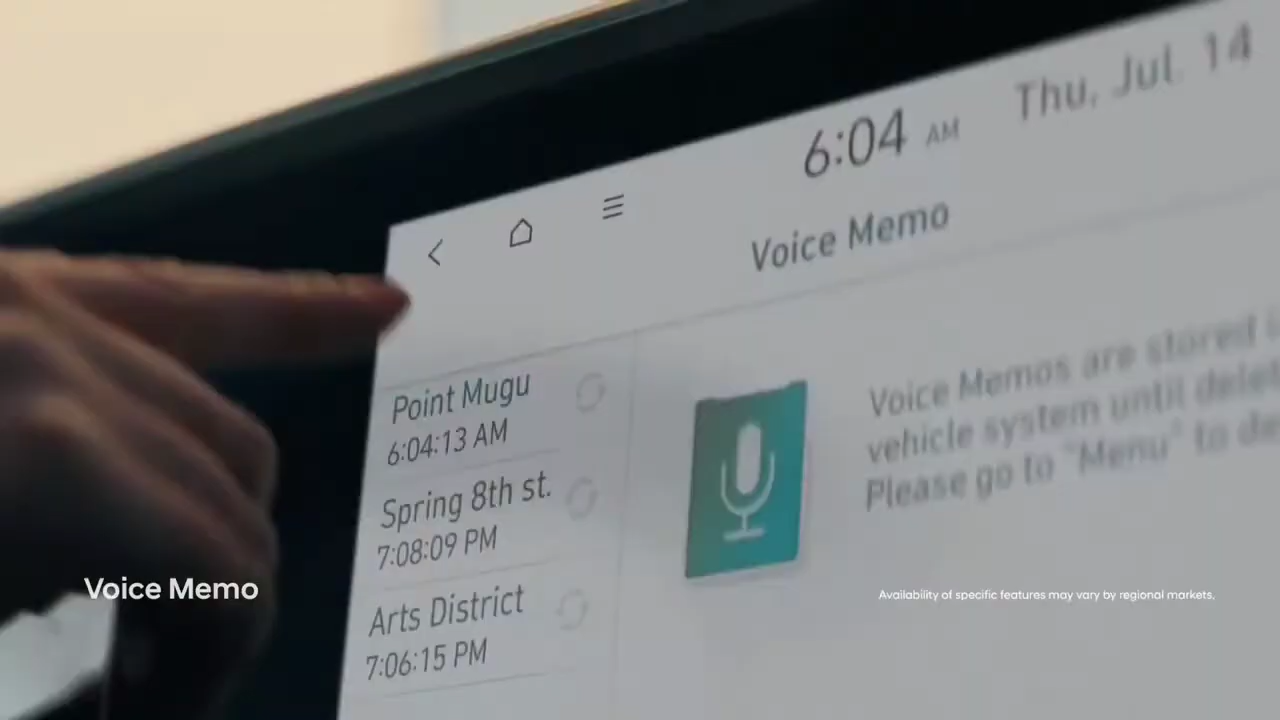 6:04 AM Thu, Jul. 14
Voice Memo
Point Mugu
6:04:13 AM
Spring 8th st.
7:08:09 PM
Arts District
7:06:15 PM
Voice Memos are stored
vehicle system until
Please go to "Menu" to
Voice Memo
Availability of specific features may vary by regional markets.